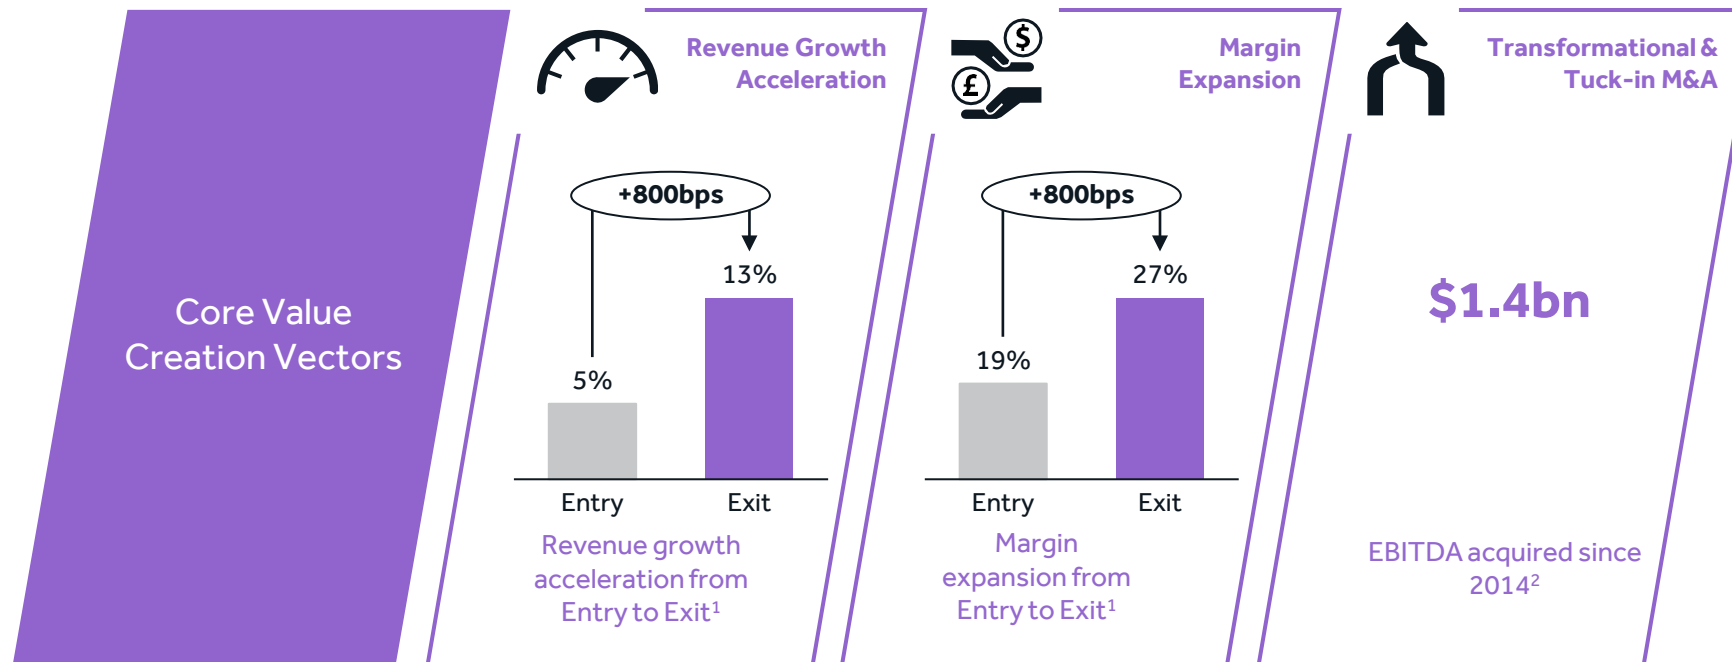 Core Value
Creation Vectors
Revenue Growth
Acceleration
+800bps
13%
5%
Entry
Exit
Revenue growth
acceleration from
Entry to Exit¹
$
£
Margin
Expansion
+800bps
27%
19%
Entry
Exit
Margin
expansion from
Entry to Exit¹
Transformational &
Tuck-in M&A
$1.4bn
EBITDA acquired since
2014²